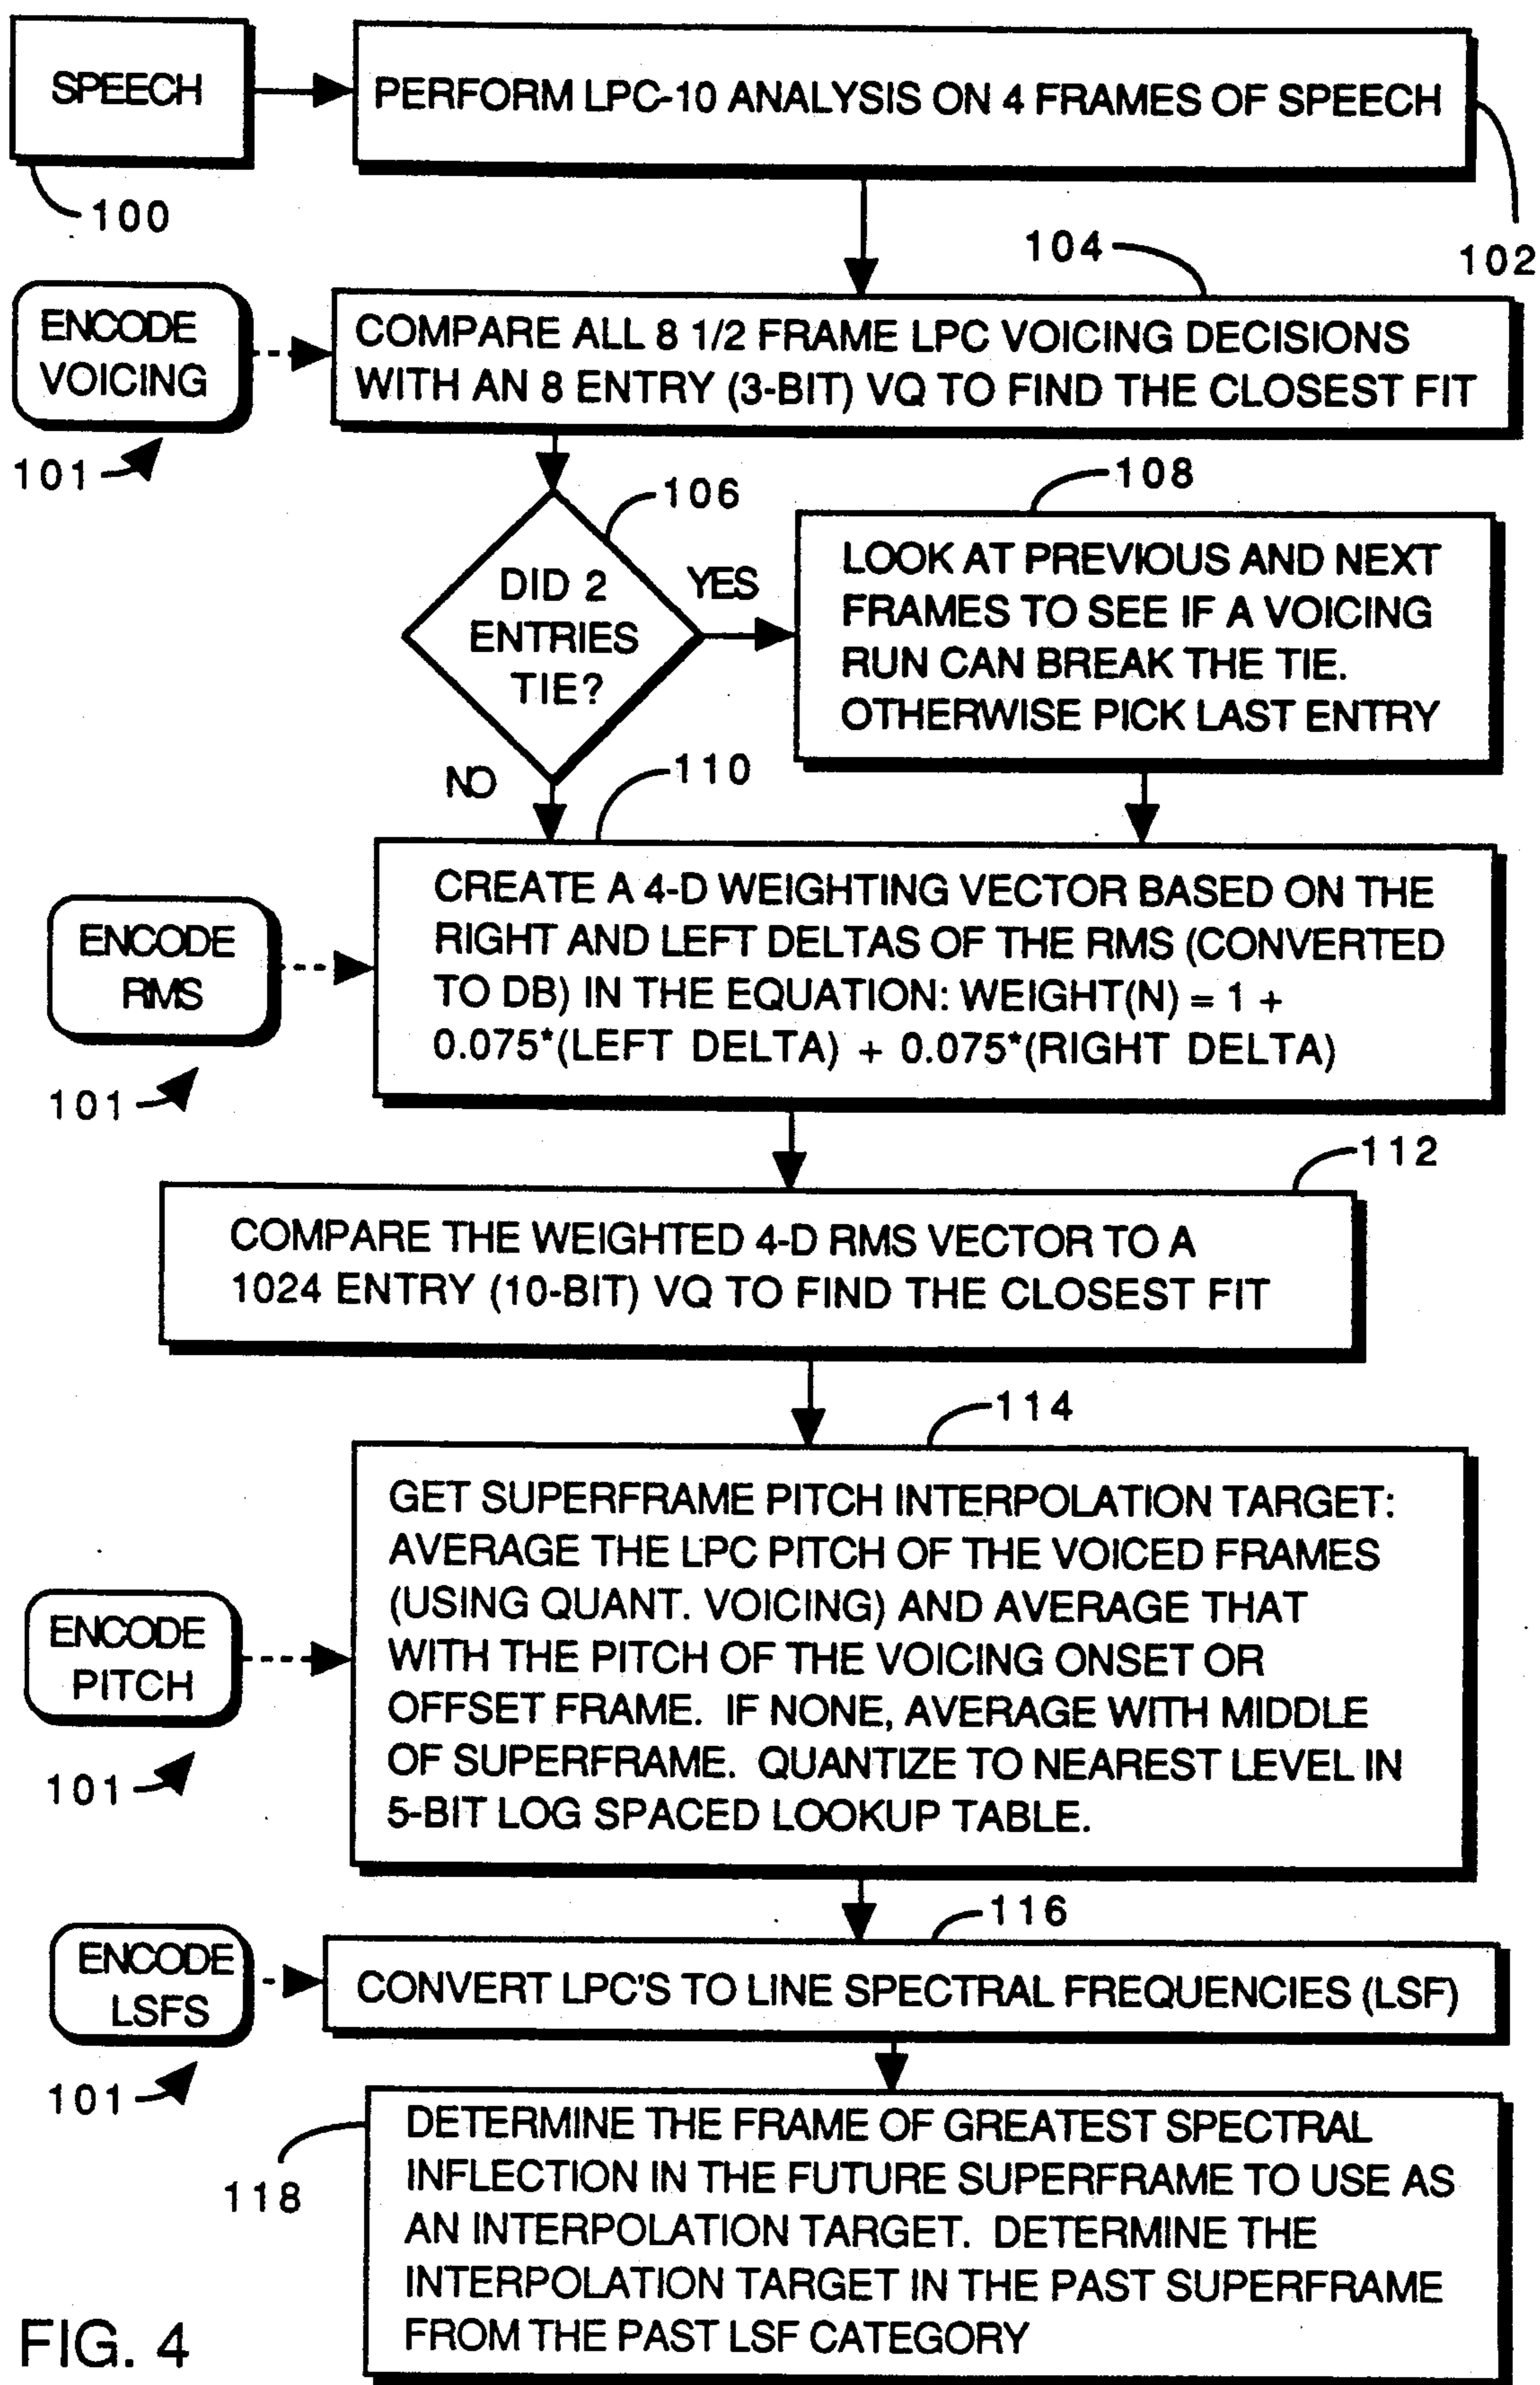 SPEECH
PERFORM LPC-10 ANALYSIS ON 4 FRAMES OF SPEECH
100
102
104
ENCODE
VOICING
COMPARE ALL 8 1/2 FRAME LPC VOICING DECISIONS
WITH AN 8 ENTRY (3-BIT) VQ TO FIND THE CLOSEST FIT
101
106
108
DID 2
ENTRIES
TIE?
YES
LOOK AT PREVIOUS AND NEXT
FRAMES TO SEE IF A VOICING
RUN CAN BREAK THE TIE.
OTHERWISE PICK LAST ENTRY
NO
110
ENCODE
RMS
CREATE A 4-D WEIGHTING VECTOR BASED ON THE
RIGHT AND LEFT DELTAS OF THE RMS (CONVERTED
TO DB) IN THE EQUATION: WEIGHT(N) = 1 +
0.075*(LEFT DELTA) + 0.075*(RIGHT DELTA)
101
112
COMPARE THE WEIGHTED 4-D RMS VECTOR TO A
1024 ENTRY (10-BIT) VQ TO FIND THE CLOSEST FIT
114
ENCODE
PITCH
GET SUPERFRAME PITCH INTERPOLATION TARGET:
AVERAGE THE LPC PITCH OF THE VOICED FRAMES
(USING QUANT. VOICING) AND AVERAGE THAT
WITH THE PITCH OF THE VOICING ONSET OR
OFFSET FRAME. IF NONE, AVERAGE WITH MIDDLE
OF SUPERFRAME. QUANTIZE TO NEAREST LEVEL IN
5-BIT LOG SPACED LOOKUP TABLE.
101
116
ENCODE
LSFS
CONVERT LPC'S TO LINE SPECTRAL FREQUENCIES (LSF)
101
118
DETERMINE THE FRAME OF GREATEST SPECTRAL
INFLECTION IN THE FUTURE SUPERFRAME TO USE AS
AN INTERPOLATION TARGET. DETERMINE THE
INTERPOLATION TARGET IN THE PAST SUPERFRAME
FROM THE PAST LSF CATEGORY
FIG. 4